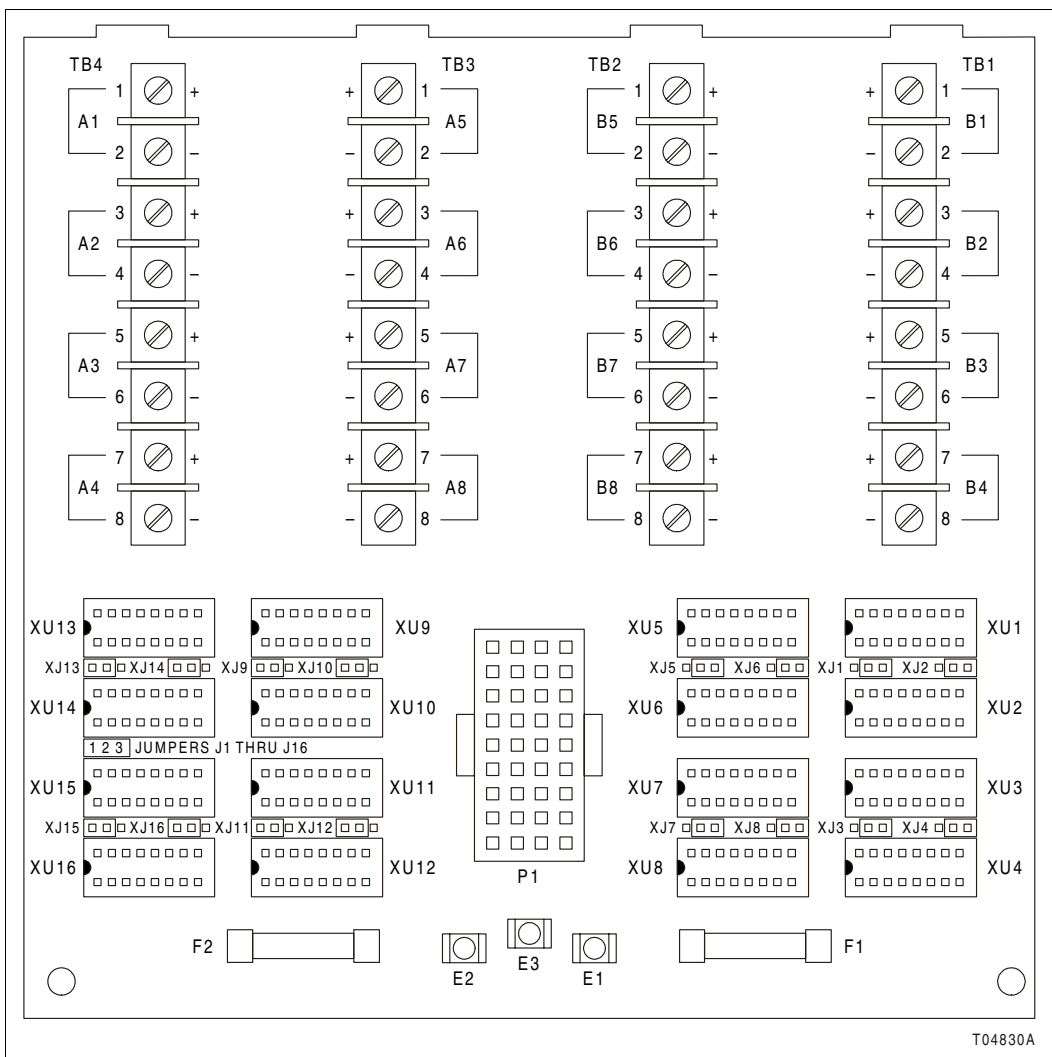 TB4 TB3 TB2 TB1
1 + + 1 1 + + 1
A1 A5 B5 B1
2 – – 2 2 – – 2
3 + + 3 3 + + 3
A2 A6 B6 B2
4 – – 4 4 – – 4
5 + + 5 5 + + 5
A3 A7 B7 B3
6 – – 6 6 – – 6
7 + + 7 7 + + 7
A4 A8 B8 B4
8 – – 8 8 – – 8
XU13 XU9 XU5 XU1
XJ13 XJ14 XJ9 XJ10 XJ5 XJ6 XJ1 XJ2
XU14 XU10 XU6 XU2
1 2 3 JUMPERS J1 THRU J16
XU15 XU11 XU7 XU3
XJ15 XJ16 XJ11 XJ12 XJ7 XJ8 XJ3 XJ4
XU16 XU12 XU8 XU4
P1
F2 F1
E2 E3 E1
T04830A